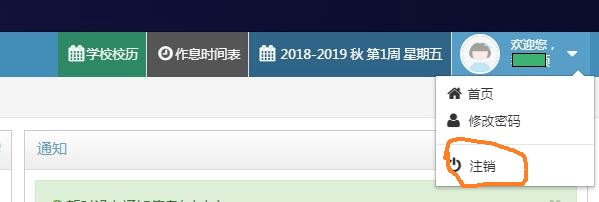 学校校历 作息时间表 2018-2019 秋 第1周 星期五 欢迎您，
首页
修改密码
通知
注销